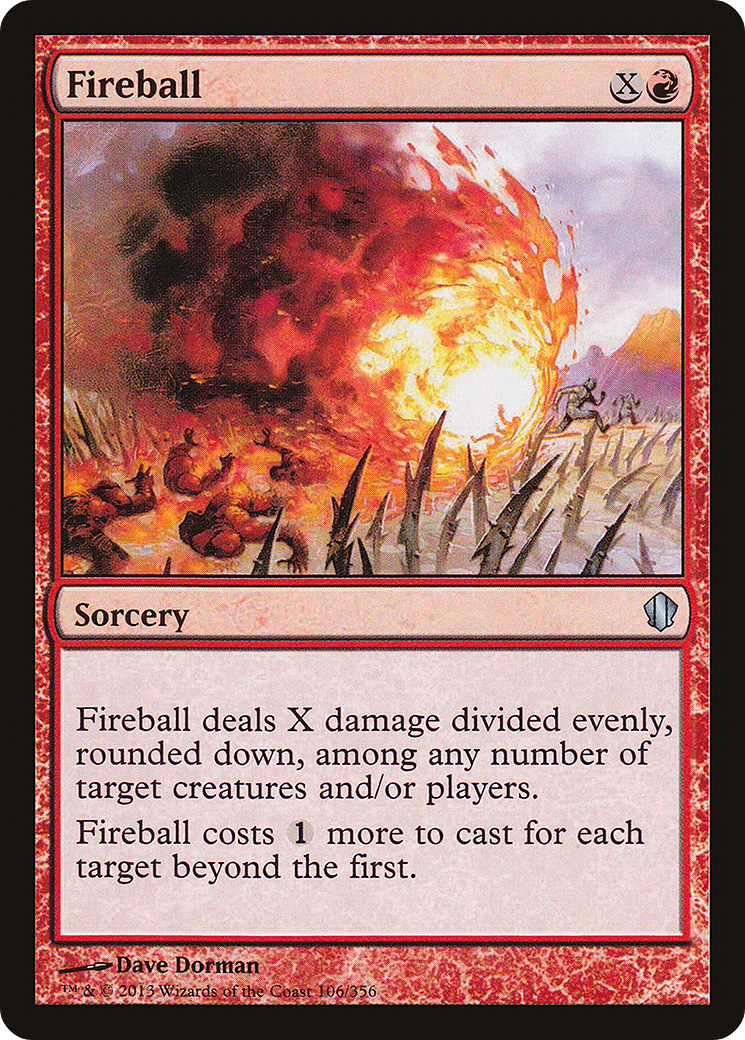 Fireball X
Sorcery
Fireball deals X damage divided evenly,
rounded down, among any number of
target creatures and/or players.
Fireball costs 1 more to cast for each
target beyond the first.
Dave Dorman
™ & © 2013 Wizards of the Coast 106/356